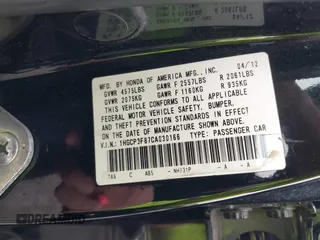 MFD. BY HONDA OF AMERICA MFG., INC. 04/12
GVWR 4575LBS GAWR F 2557LBS R 2061LBS
GVWR 2075KG GAWR F 1160KG R 935KG
THIS VEHICLE CONFORMS TO ALL APPLICABLE
FEDERAL MOTOR VEHICLE SAFETY, BUMPER,
AND THEFT PREVENTION STANDARDS IN EFFECT ON
THE DATE OF MANUFACTURE SHOWN ABOVE.
V.I.N.: 1HGCP3F87CA030166 TYPE: PASSENGER CAR
C ABS NH731P - A - A